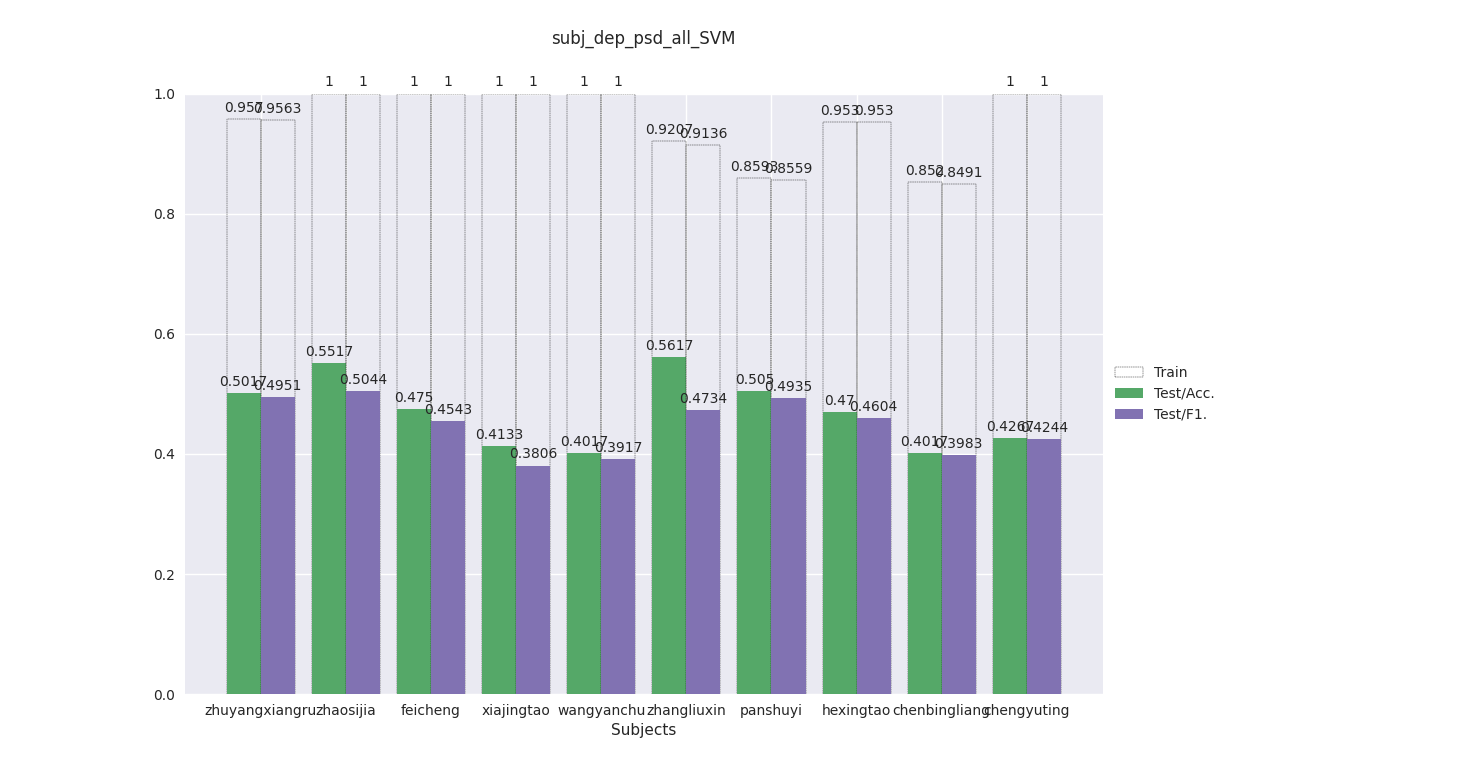 subj_dep_psd_all_SVM
1 1 1 1 1 1 1 1 1 1
1.0
0.957 0.9563 0.9207 0.9136 0.8593 0.8559 0.953 0.953 0.852 0.8491
0.8
0.6
0.5017 0.4951 0.5517 0.5044 0.475 0.4543 0.4133 0.3806 0.4017 0.3917 0.5617 0.4734 0.505 0.4935 0.47 0.4604 0.4017 0.3983 0.4267 0.4244
0.4
0.2
0.0
zhuyangxiangru zhaosijia feicheng xiajingtao wangyanchu zhangliuxin panshuyi hexingtao chenbingliang chengyuting
Subjects
Train
Test/Acc.
Test/F1.